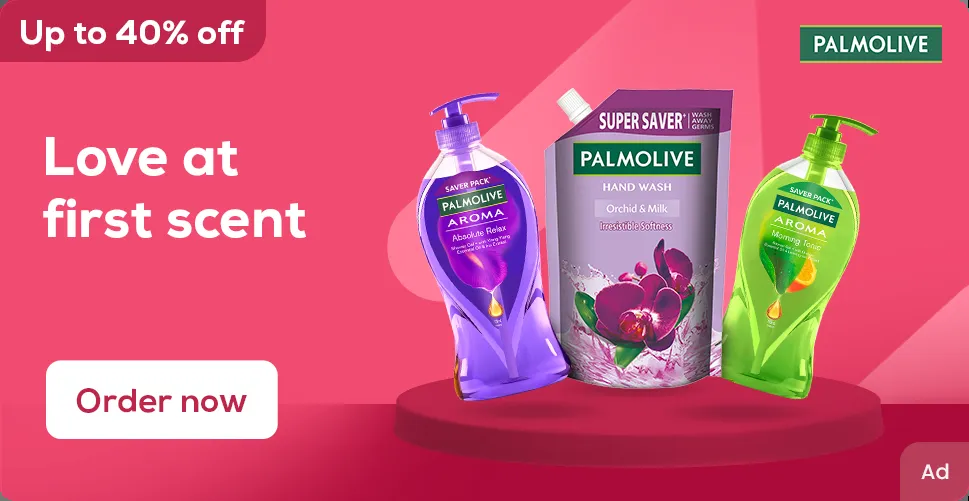 Up to 40% off
PALMOLIVE
Love at
first scent
Order now
SAVER PACK*
PALMOLIVE
AROMA
Absolute Relax
SUPER SAVER*
WASH
AWAY
GERMS
PALMOLIVE
HAND WASH
Orchid & Milk
Irresistible Softness
SAVER PACK*
PALMOLIVE
AROMA
Morning Tonic
Ad